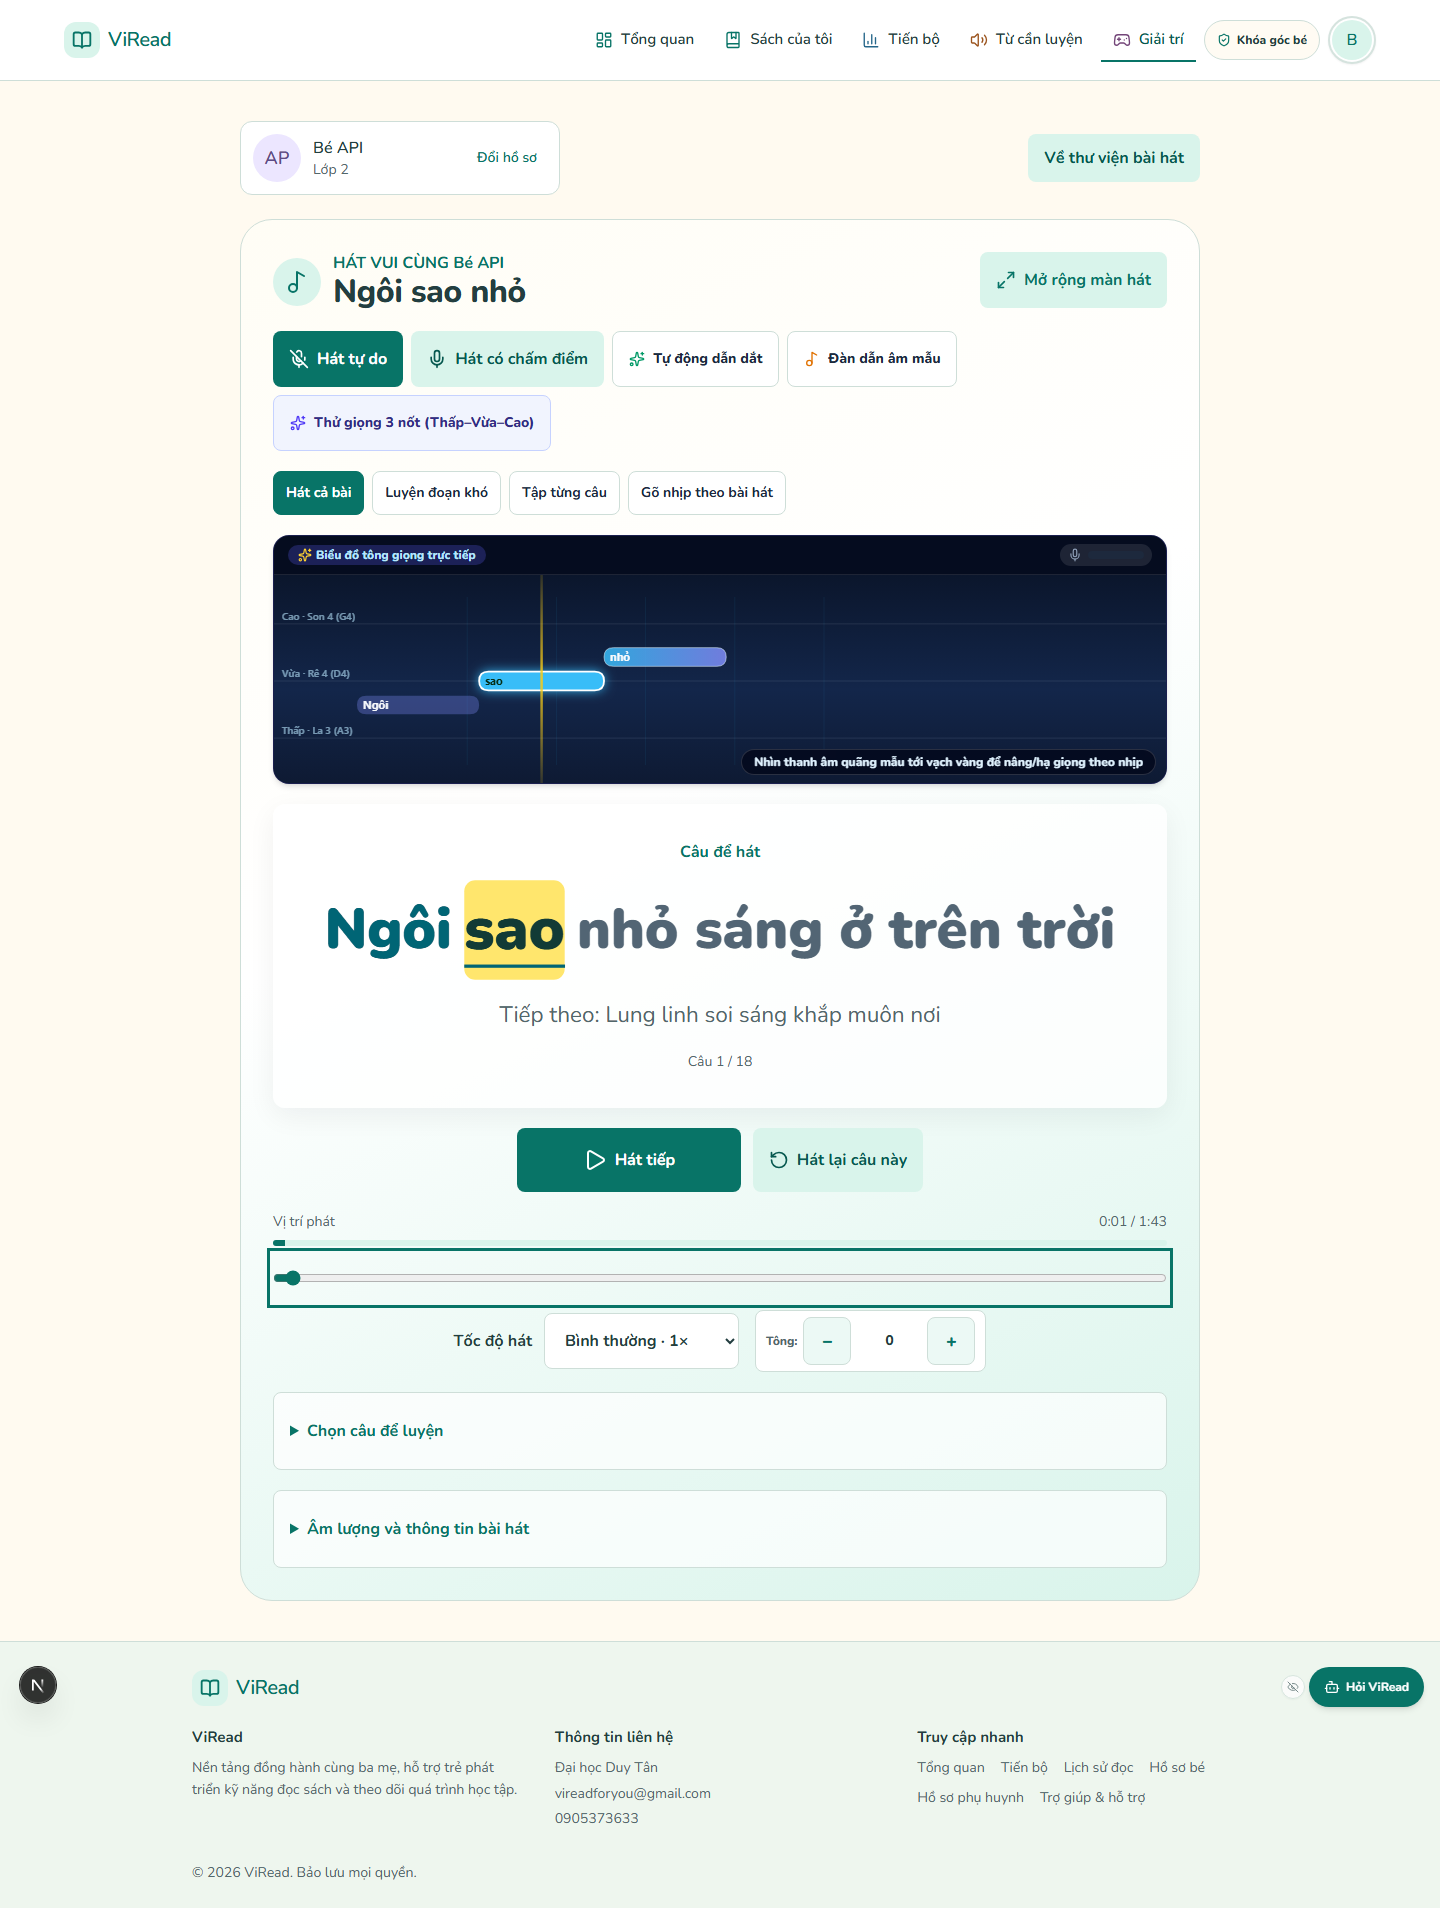 ViRead
Tổng quan
Sách của tôi
Tiến bộ
Từ cần luyện
Giải trí
Khóa góc bé
B
AP
Bé API
Lớp 2
Đổi hồ sơ
Về thư viện bài hát
HÁT VUI CÙNG Bé API
Ngôi sao nhỏ
Mở rộng màn hát
Hát tự do
Hát có chấm điểm
Tự động dẫn dắt
Đàn dẫn âm mẫu
Thử giọng 3 nốt (Thấp–Vừa–Cao)
Hát cả bài
Luyện đoạn khó
Tập từng câu
Gõ nhịp theo bài hát
Biểu đồ tông giọng trực tiếp
Cao · Son 4 (G4)
nhỏ
Vừa · Rê 4 (D4)
sao
Ngôi
Thấp · La 3 (A3)
Nhìn thanh âm quãng mẫu tới vạch vàng để nâng/hạ giọng theo nhịp
Câu để hát
Ngôi sao nhỏ sáng ở trên trời
Tiếp theo: Lung linh soi sáng khắp muôn nơi
Câu 1 / 18
Hát tiếp
Hát lại câu này
Vị trí phát
0:01 / 1:43
Tốc độ hát
Bình thường · 1×
Tông:
−
0
+
Chọn câu để luyện
Âm lượng và thông tin bài hát
N
ViRead
Hỏi ViRead
ViRead
Nền tảng đồng hành cùng ba mẹ, hỗ trợ trẻ phát
triển kỹ năng đọc sách và theo dõi quá trình học tập.
Thông tin liên hệ
Đại học Duy Tân
vireadforyou@gmail.com
0905373633
Truy cập nhanh
Tổng quan
Tiến bộ
Lịch sử đọc
Hồ sơ bé
Hồ sơ phụ huynh
Trợ giúp & hỗ trợ
© 2026 ViRead. Bảo lưu mọi quyền.